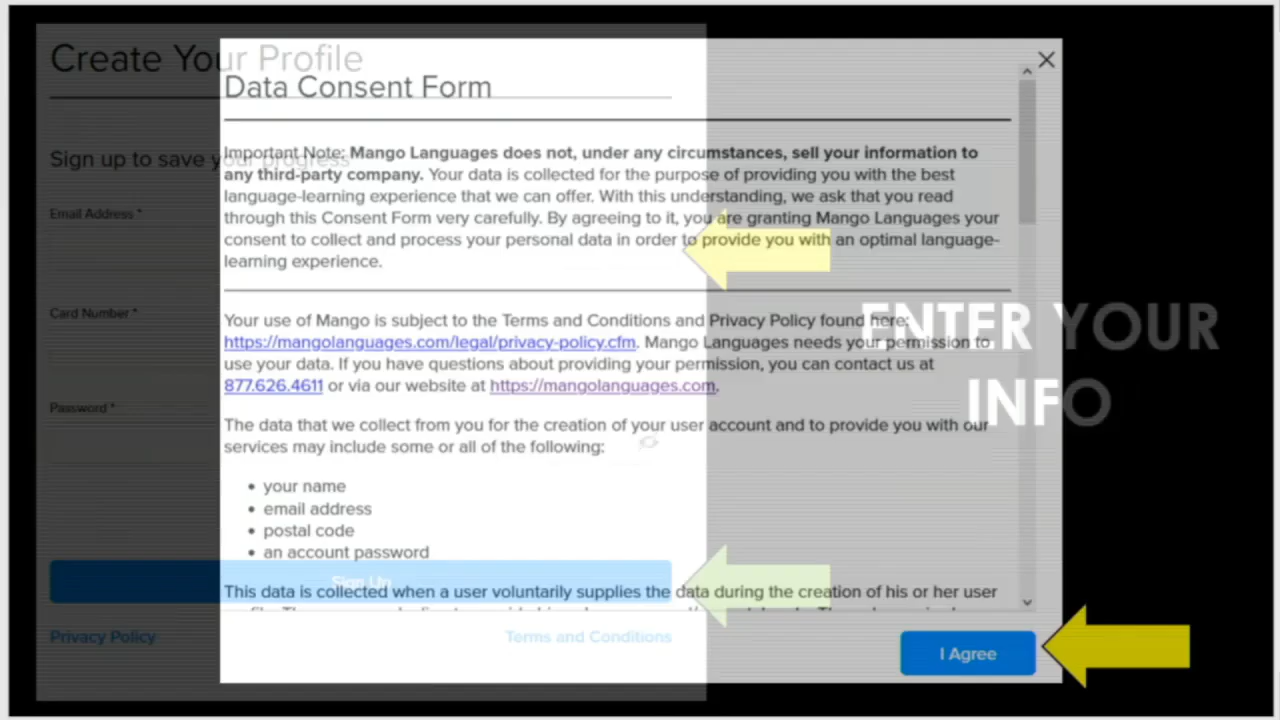 Create Your Profile
Sign up to save your progress
Email Address *
Card Number *
Password *
Sign Up
Privacy Policy
Terms and Conditions
Data Consent Form
Important Note: Mango Languages does not, under any circumstances, sell your information to
any third-party company. Your data is collected for the purpose of providing you with the best
language-learning experience that we can offer. With this understanding, we ask that you read
through this Consent Form very carefully. By agreeing to it, you are granting Mango Languages your
consent to collect and process your personal data in order to provide you with an optimal language-
learning experience.
Your use of Mango is subject to the Terms and Conditions and Privacy Policy found here:
https://mangolanguages.com/legal/privacy-policy.cfm. Mango Languages needs your permission to
use your data. If you have questions about providing your permission, you can contact us at
877.626.4611 or via our website at https://mangolanguages.com.
The data that we collect from you for the creation of your user account and to provide you with our
services may include some or all of the following:
• your name
• email address
• postal code
• an account password
This data is collected when a user voluntarily supplies the data during the creation of his or her user
I Agree
ENTER YOUR
INFO